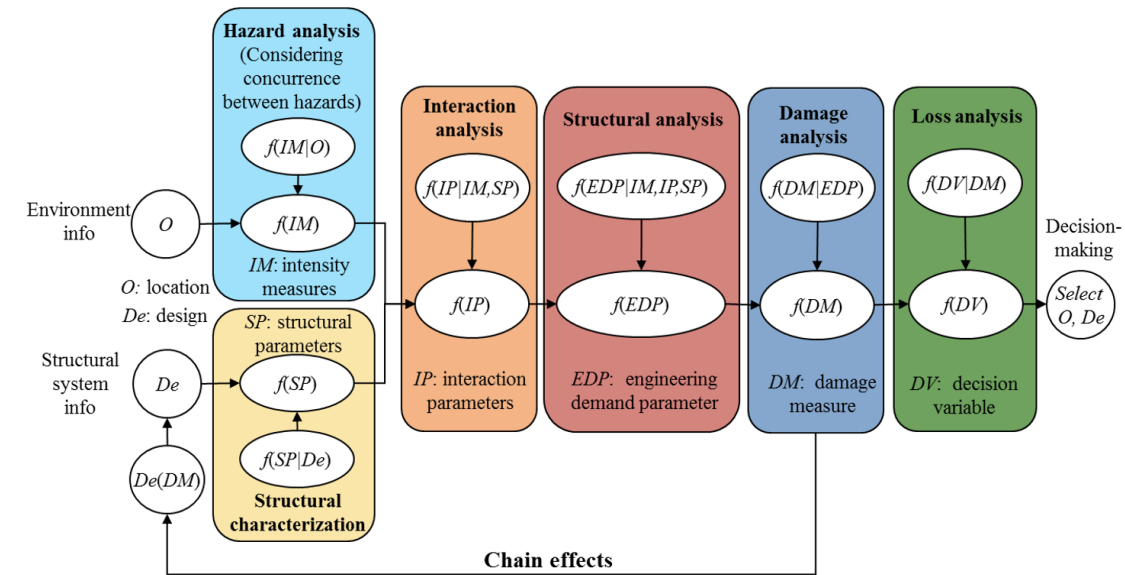 Hazard analysis
(Considering
concurrence
between hazards)
f(IM|O)
f(IM)
IM: intensity
measures
Environment
info
O
O: location
De: design
Structural
system
info
De
De(DM)
SP: structural
parameters
f(SP)
f(SP|De)
Structural
characterization
Interaction
analysis
f(IP|IM,SP)
f(IP)
IP: interaction
parameters
Structural analysis
f(EDP|IM,IP,SP)
f(EDP)
EDP: engineering
demand parameter
Damage
analysis
f(DM|EDP)
f(DM)
DM: damage
measure
Loss analysis
f(DV|DM)
f(DV)
DV: decision
variable
Decision-
making
Select
O, De
Chain effects